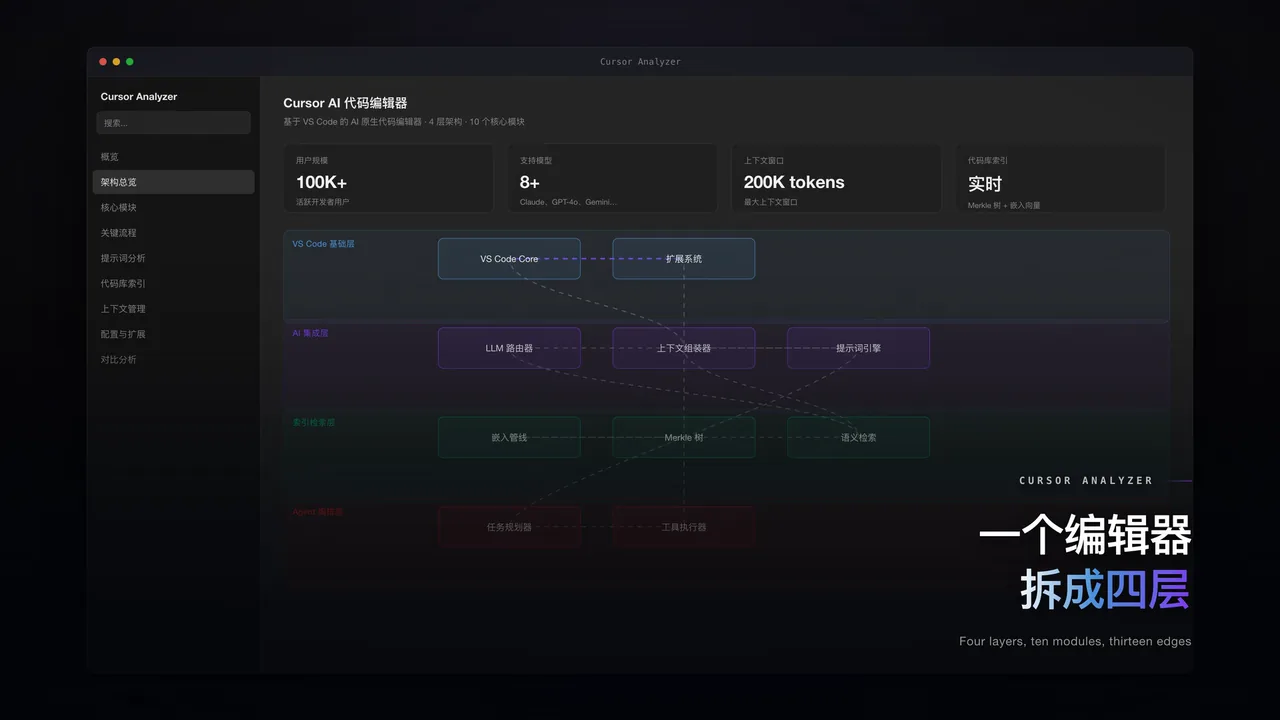 Cursor Analyzer
Cursor Analyzer
搜索...
概览
架构总览
核心模块
关键流程
提示词分析
代码库索引
上下文管理
配置与扩展
对比分析
Cursor AI 代码编辑器
基于 VS Code 的 AI 原生代码编辑器 · 4 层架构 · 10 个核心模块
用户规模
100K+
活跃开发者用户
支持模型
8+
Claude、GPT-4o、Gemini...
上下文窗口
200K tokens
最大上下文窗口
代码库索引
实时
Merkle 树 + 嵌入向量
VS Code 基础层
VS Code Core
扩展系统
AI 集成层
LLM 路由器
上下文组装器
提示词引擎
索引检索层
嵌入管线
Merkle 树
语义检索
Agent
任务规划器
工具执行器
CURSOR ANALYZER
一个编辑器
拆成四层
Four layers, ten modules, thirteen edges